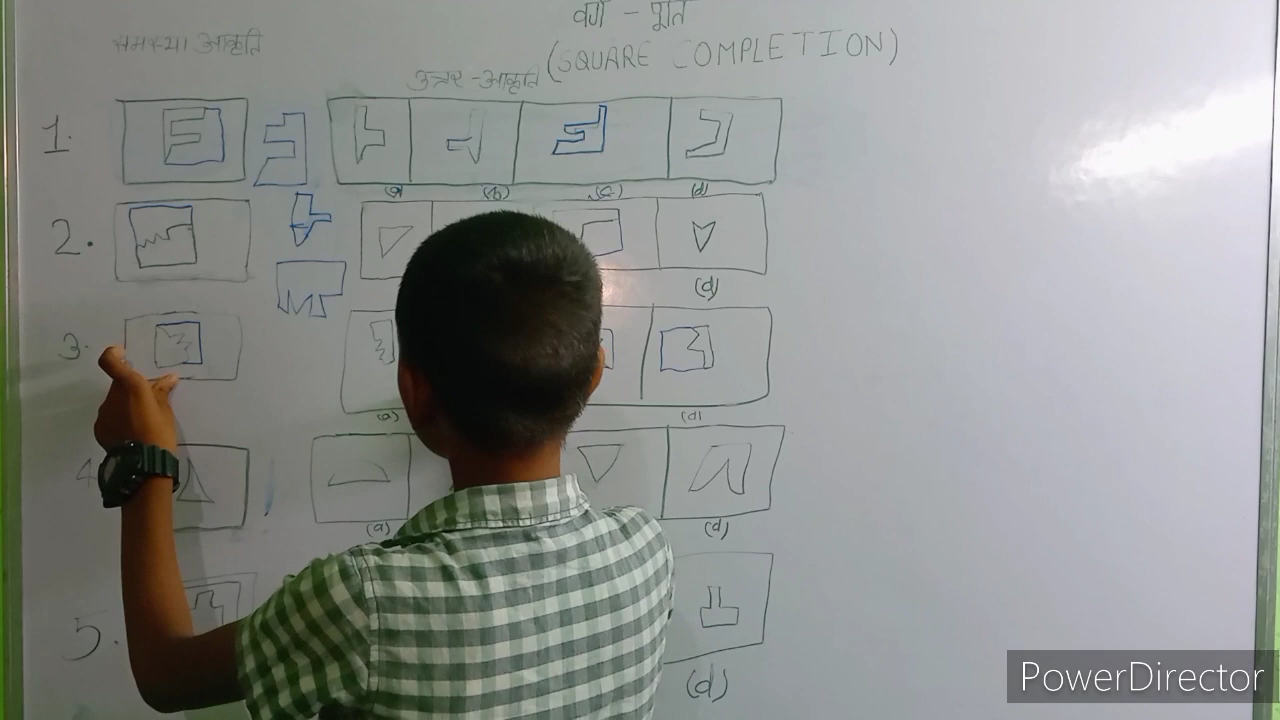 वर्ग - पूर्ति
समस्या आकृति
(SQUARE COMPLETION)
उत्तर-आकृति
1.
(a) (b) (c) (d)
2.
(d)
3.
(a) (d)
4
(a) (d)
5.
(d)
PowerDirector